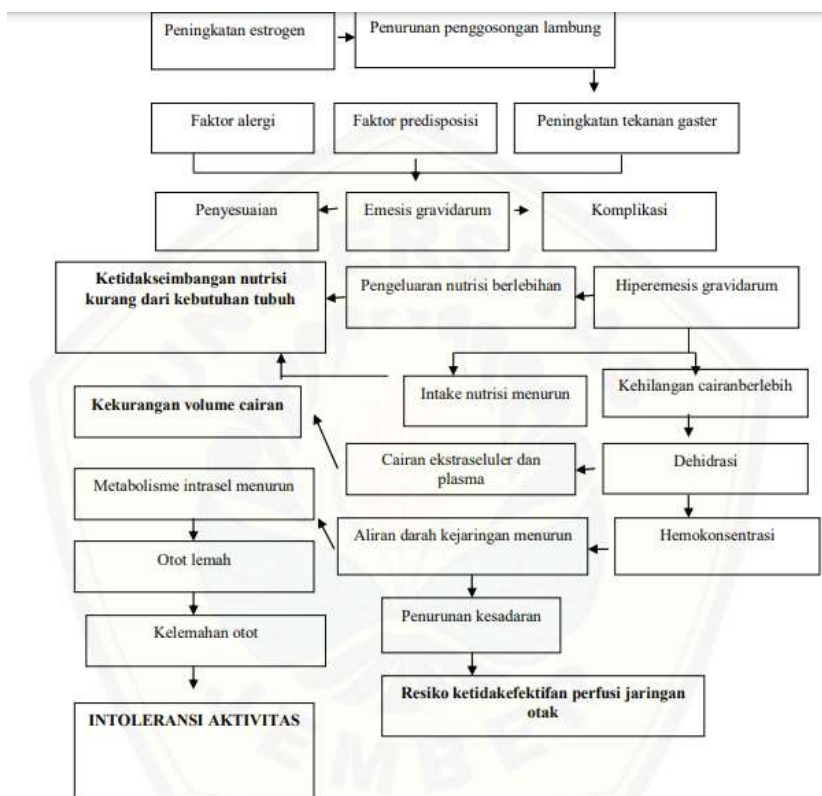 Peningkatan estrogen
Penurunan penggosongan lambung
Faktor alergi
Faktor predisposisi
Peningkatan tekanan gaster
Penyesuaian
Emesis gravidarum
Komplikasi
Ketidakseimbangan nutrisi
kurang dari kebutuhan tubuh
Pengeluaran nutrisi berlebihan
Hiperemesis gravidarum
Intake nutrisi menurun
Kehilangan cairanberlebih
Kekurangan volume cairan
Cairan ekstraseluler dan
plasma
Dehidrasi
Metabolisme intrasel menurun
Aliran darah kejaringan menurun
Hemokonsentrasi
Otot lemah
Penurunan kesadaran
Kelemahan otot
Resiko ketidakefektifan perfusi jaringan
otak
INTOLERANSI AKTIVITAS